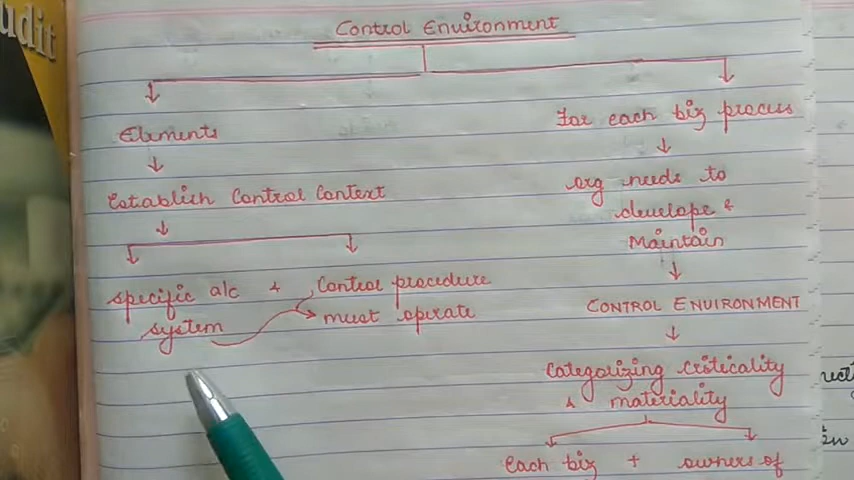 udit
Control Environment
Elements
Establish Control Context
specific a/c & Control procedure
system must operate
For each biz process
org needs to
develope &
Maintain
CONTROL ENVIRONMENT
Categorizing criticality
& materiality
each biz + owners of